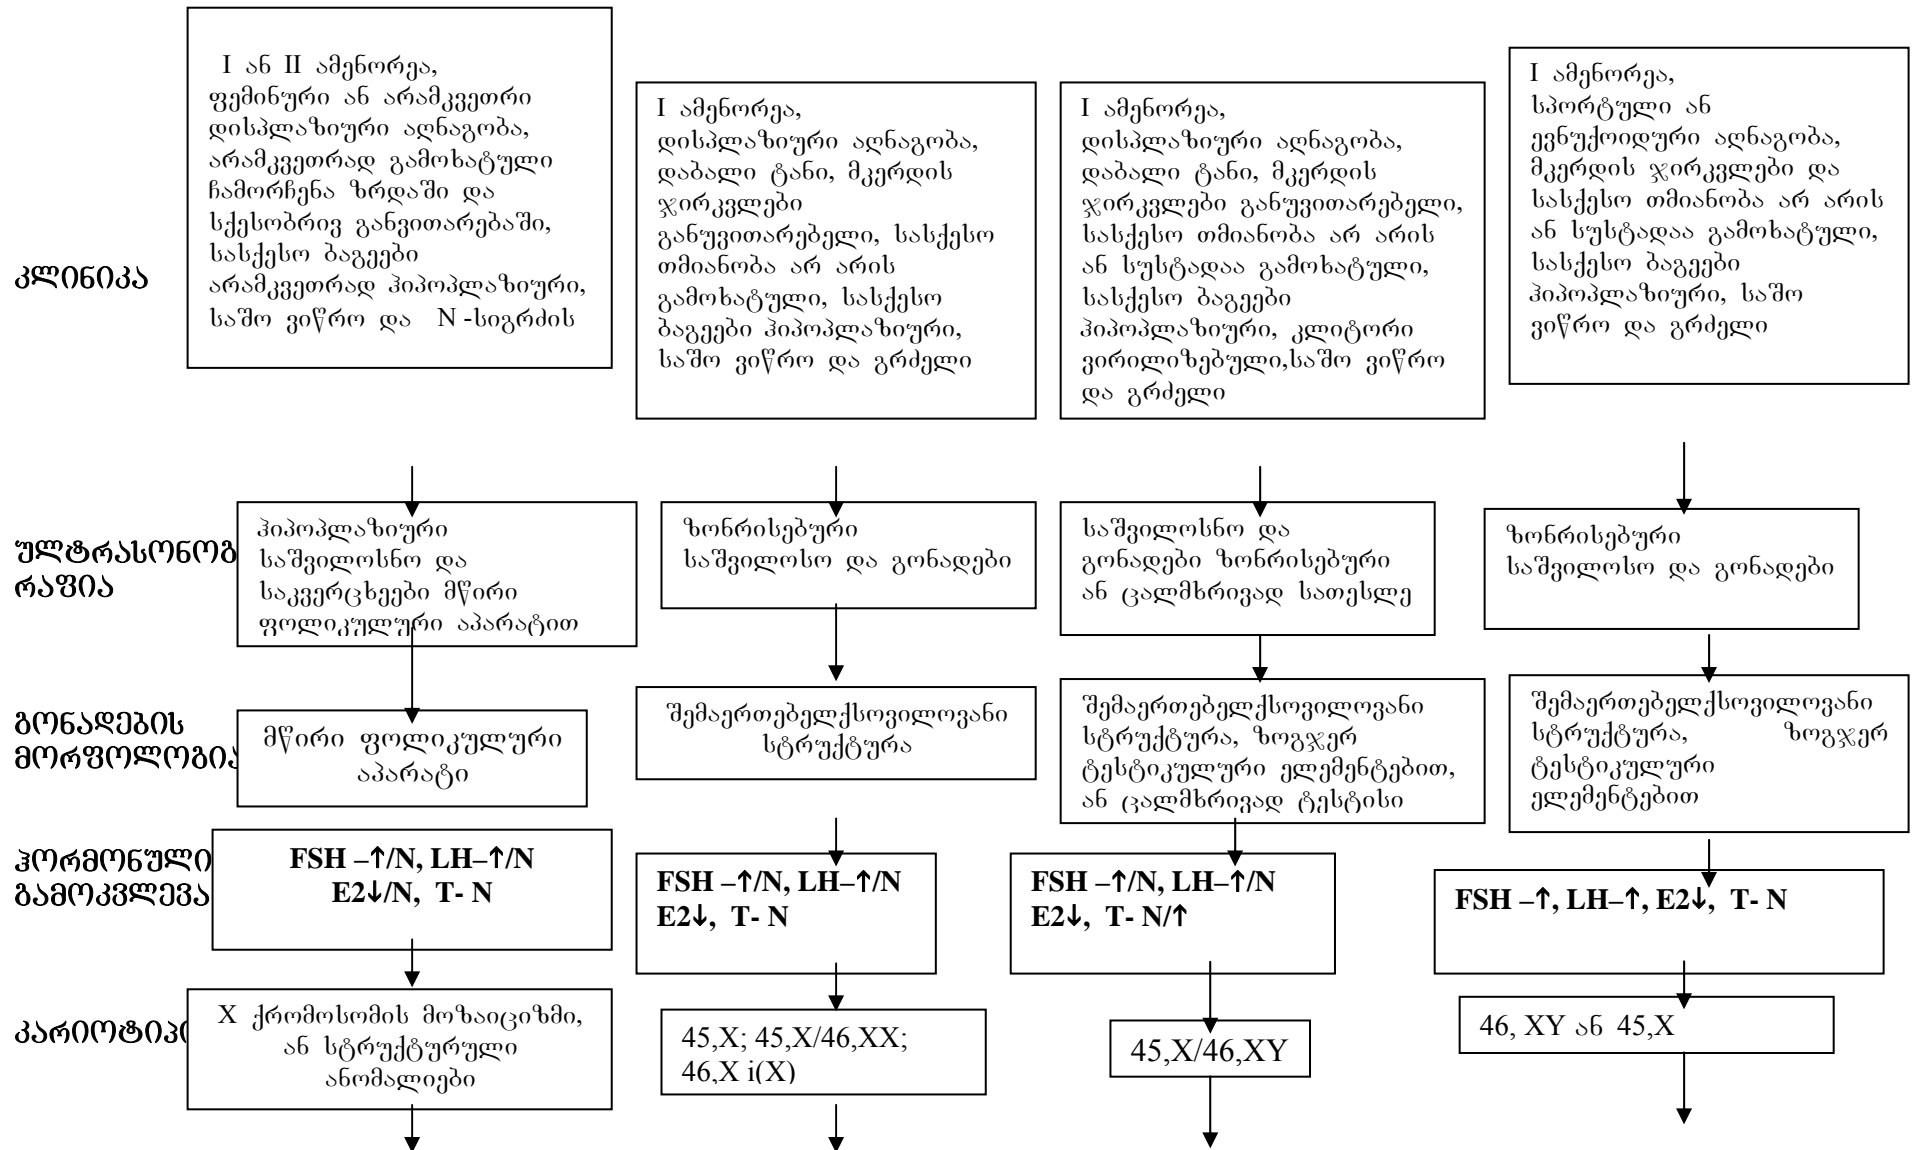 კლინიკა
I ან II ამენორეა,
ფემინური ან არამკვეთრი
დისპლაზიური აღნაგობა,
არამკვეთრად გამოხატული
ჩამორჩენა ზრდაში და
სქესობრივ განვითარებაში,
სასქესო ბაგეები
არამკვეთრად ჰიპოპლაზიური,
საშო ვიწრო და N -სიგრძის
I ამენორეა,
დისპლაზიური აღნაგობა,
დაბალი ტანი, მკერდის
ჯირკვლები
განუვითარებელი, სასქესო
თმიანობა არ არის
გამოხატული, სასქესო
ბაგეები ჰიპოპლაზიური,
საშო ვიწრო და გრძელი
I ამენორეა,
დისპლაზიური აღნაგობა,
დაბალი ტანი, მკერდის
ჯირკვლები განუვითარებელი,
სასქესო თმიანობა არ არის
ან სუსტადაა გამოხატული,
სასქესო ბაგეები
ჰიპოპლაზიური, კლიტორი
ვირილიზებული,საშო ვიწრო
და გრძელი
I ამენორეა,
სპორტული ან
ევნუქოიდური აღნაგობა,
მკერდის ჯირკვლები და
სასქესო თმიანობა არ არის
ან სუსტადაა გამოხატული,
სასქესო ბაგეები
ჰიპოპლაზიური, საშო
ვიწრო და გრძელი
ულტრასონოგ
რაფია
ჰიპოპლაზიური
საშვილოსნო და
საკვერცხეები მწირი
ფოლიკულური აპარატით
ზონრისებური
საშვილოსო და გონადები
საშვილოსნო და
გონადები ზონრისებური
ან ცალმხრივად სათესლე
ზონრისებური
საშვილოსო და გონადები
გონადების
მორფოლოგია
მწირი ფოლიკულური
აპარატი
შემაერთებელქსოვილოვანი
სტრუქტურა
შემაერთებელქსოვილოვანი
სტრუქტურა, ზოგჯერ
ტესტიკულური ელემენტებით,
ან ცალმხრივად ტესტისი
შემაერთებელქსოვილოვანი
სტრუქტურა, ზოგჯერ
ტესტიკულური
ელემენტებით
ჰორმონული
გამოკვლევა
FSH –↑/N, LH–↑/N
E2↓/N, T- N
FSH –↑/N, LH–↑/N
E2↓, T- N
FSH –↑/N, LH–↑/N
E2↓, T- N/↑
FSH –↑, LH–↑, E2↓, T- N
კარიოტიპი
X ქრომოსომის მოზაიციზმი,
ან სტრუქტურული
ანომალიები
45,X; 45,X/46,XX;
46,X i(X)
45,X/46,XY
46, XY ან 45,X